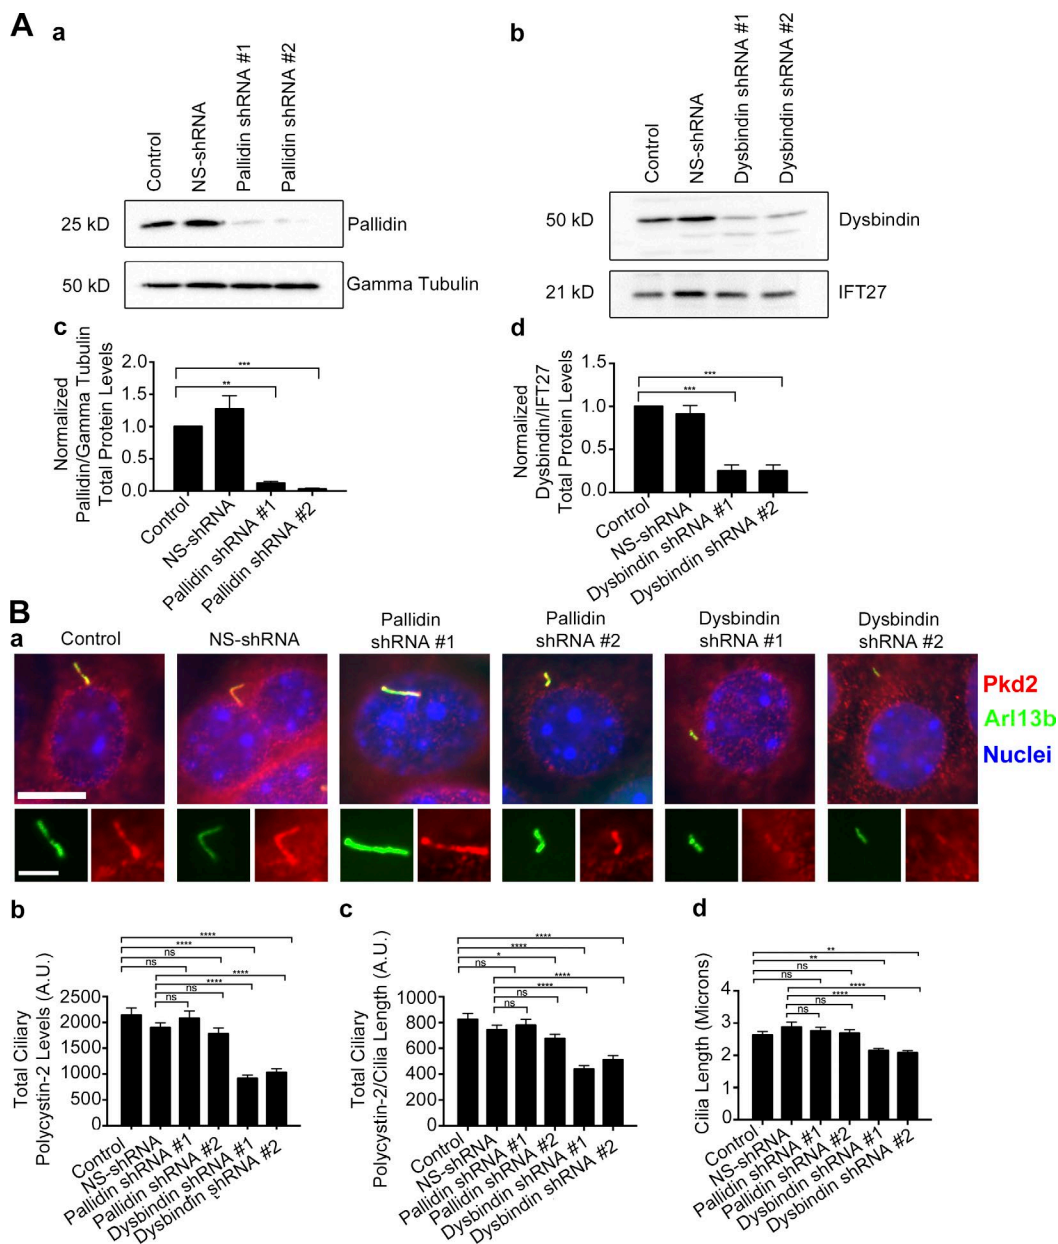 A
a
Control
NS-shRNA
Pallidin shRNA #1
Pallidin shRNA #2
25 kD
Pallidin
50 kD
Gamma Tubulin
b
Control
NS-shRNA
Dysbindin shRNA #1
Dysbindin shRNA #2
50 kD
Dysbindin
21 kD
IFT27
c
Normalized
Pallidin/Gamma Tubulin
Total Protein Levels
2.0
1.5
1.0
0.5
0.0
***
**
Control
NS-shRNA
Pallidin shRNA #1
Pallidin shRNA #2
d
Normalized
Dysbindin/IFT27
Total Protein Levels
1.5
1.0
0.5
0.0
***
***
Control
NS-shRNA
Dysbindin shRNA #1
Dysbindin shRNA #2
B
a
Control
NS-shRNA
Pallidin
shRNA #1
Pallidin
shRNA #2
Dysbindin
shRNA #1
Dysbindin
shRNA #2
Pkd2
Arl13b
Nuclei
b
Total Ciliary
Polycystin-2 Levels (A.U.)
2500
2000
1500
1000
500
0
****
****
ns
ns
****
****
ns
ns
Control
NS-shRNA
Pallidin shRNA #1
Pallidin shRNA #2
Dysbindin shRNA #1
Dysbindin shRNA #2
c
Total Ciliary
Polycystin-2/Cilia Length (A.U.)
1000
800
600
400
200
0
****
****
*
ns
****
****
ns
ns
Control
NS-shRNA
Pallidin shRNA #1
Pallidin shRNA #2
Dysbindin shRNA #1
Dysbindin shRNA #2
d
Cilia Length (Microns)
4
3
2
1
0
**
**
ns
ns
****
****
ns
ns
Control
NS-shRNA
Pallidin shRNA #1
Pallidin shRNA #2
Dysbindin shRNA #1
Dysbindin shRNA #2